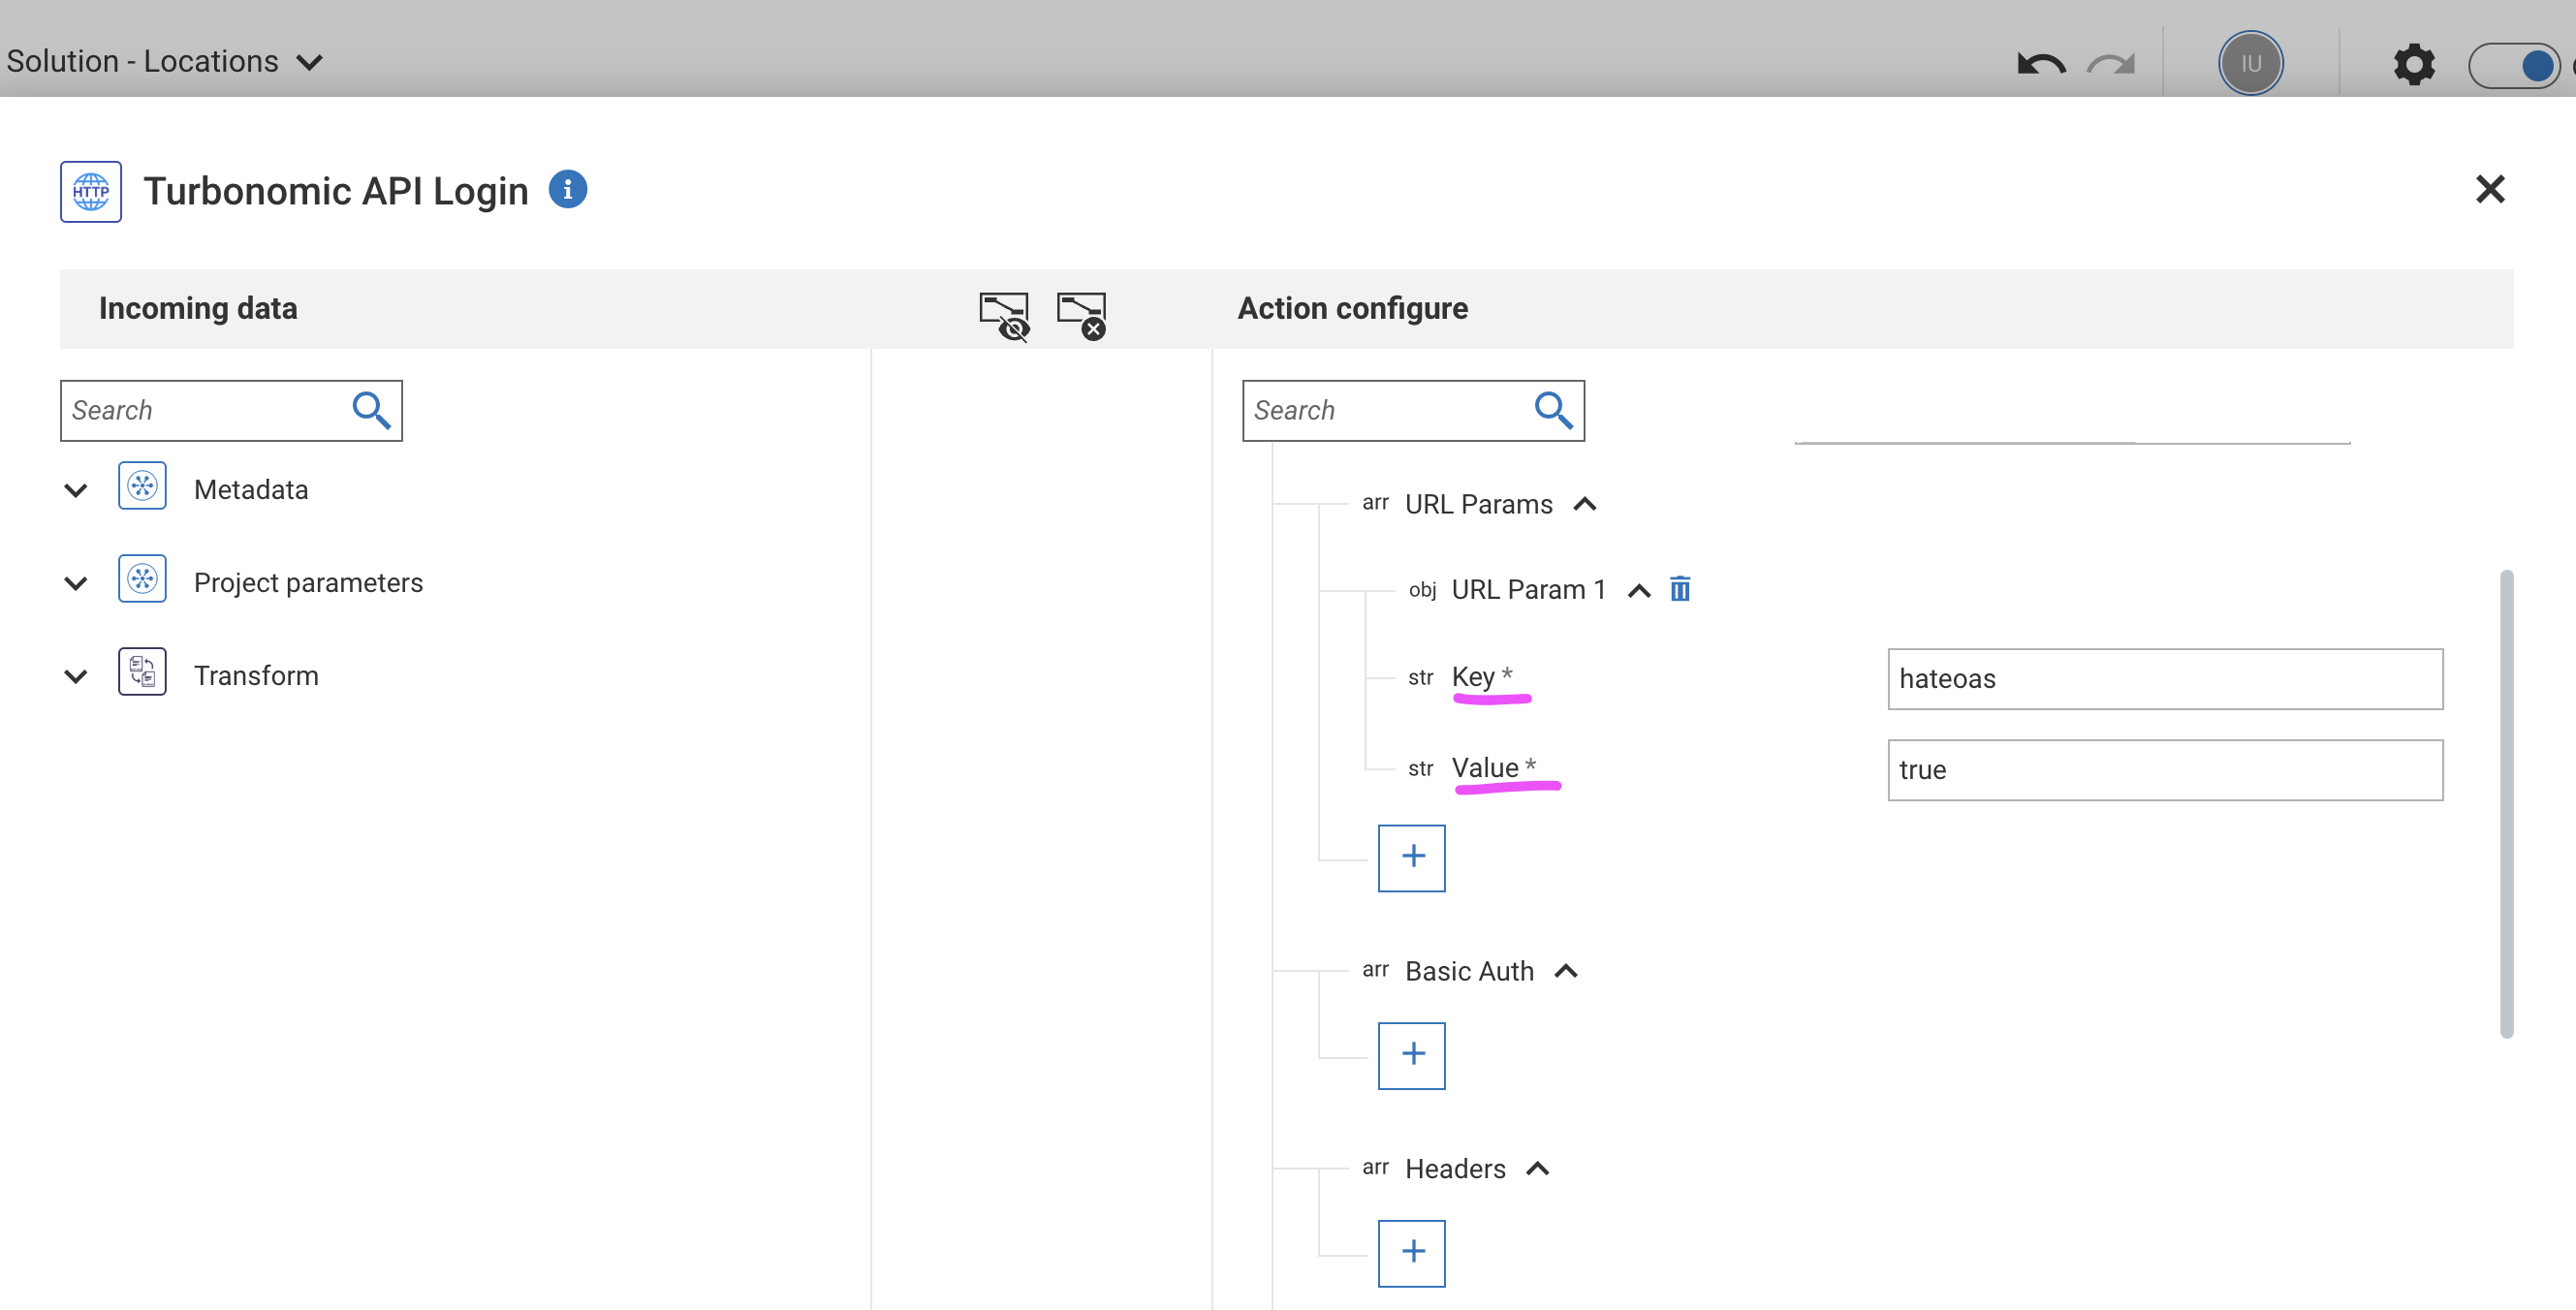 Solution - Locations
IU
HTTP
Turbonomic API Login
i
Incoming data
Action configure
Search
Search
Metadata
arr URL Params
Project parameters
obj URL Param 1
Transform
str Key * hateoas
str Value * true
+
arr Basic Auth
+
arr Headers
+